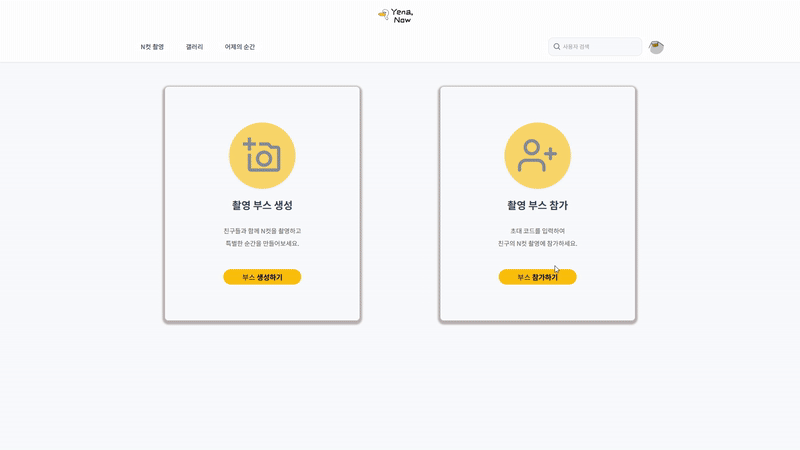 Yena,
Now
N컷 촬영
갤러리
어제의 순간
사용자 검색
촬영 부스 생성
친구들과 함께 N컷을 촬영하고
특별한 순간을 만들어보세요.
부스 생성하기
촬영 부스 참가
초대 코드를 입력하여
친구의 N컷 촬영에 참가하세요.
부스 참가하기